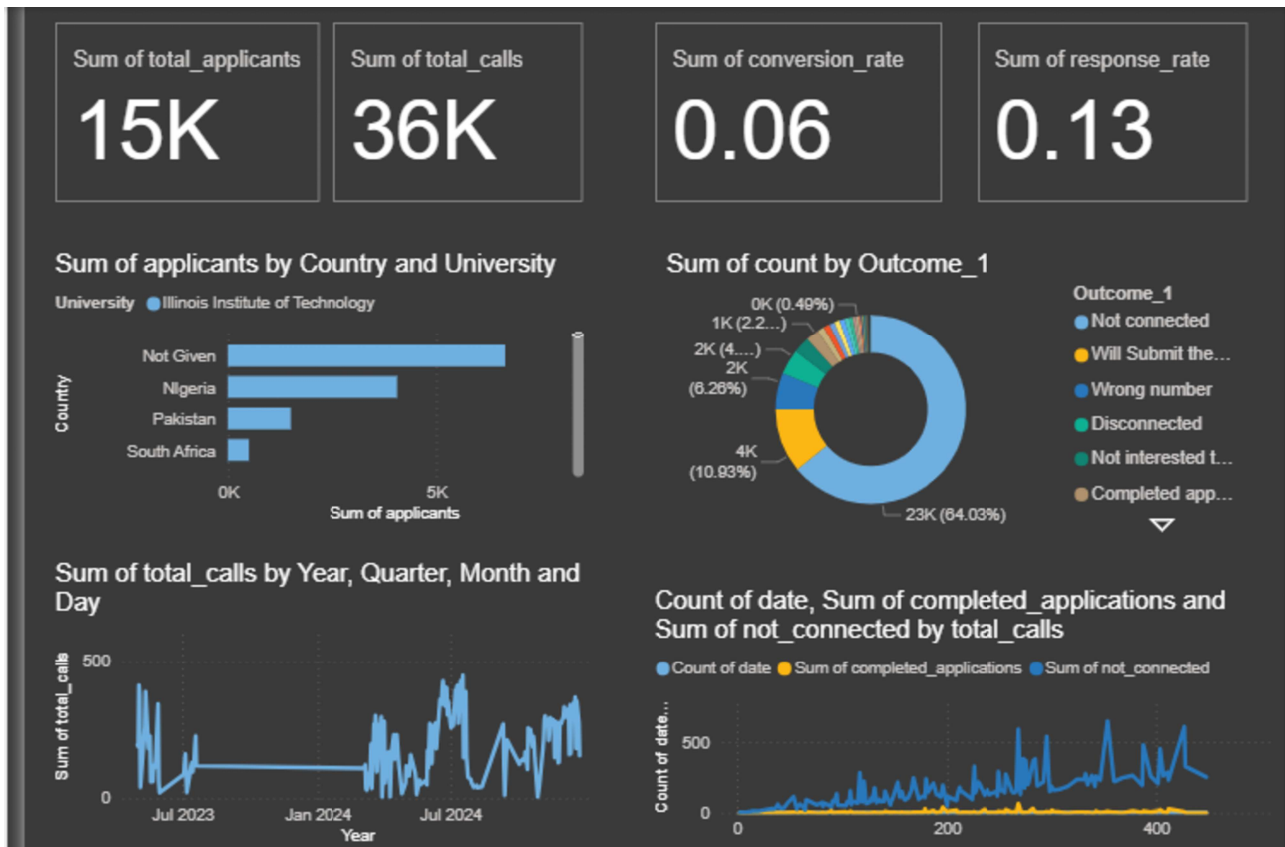 Sum of total_applicants
15K
Sum of total_calls
36K
Sum of conversion_rate
0.06
Sum of response_rate
0.13
Sum of applicants by Country and University
University Illinois Institute of Technology
Country
Not Given
NIgeria
Pakistan
South Africa
0K 5K
Sum of applicants
Sum of count by Outcome_1
0K (0.49%)
1K (2.2...)
2K (4....)
2K
(6.26%)
4K
(10.93%)
23K (64.03%)
Outcome_1
Not connected
Will Submit the...
Wrong number
Disconnected
Not interested t...
Completed app...
Sum of total_calls by Year, Quarter, Month and
Day
Sum of total_calls
500
0
Jul 2023 Jan 2024 Jul 2024
Year
Count of date, Sum of completed_applications and
Sum of not_connected by total_calls
Count of date Sum of completed_applications Sum of not_connected
Count of date...
500
0
0 200 400